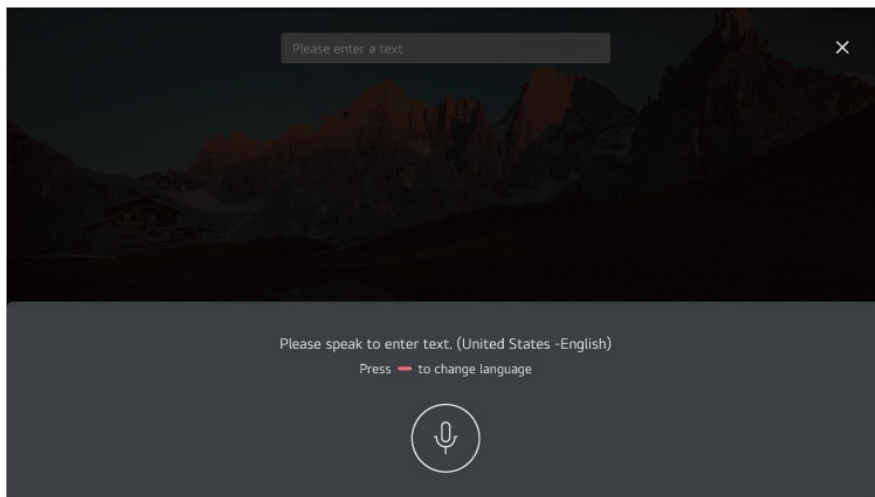 Please enter a text
Please speak to enter text. (United States -English)
Press to change language